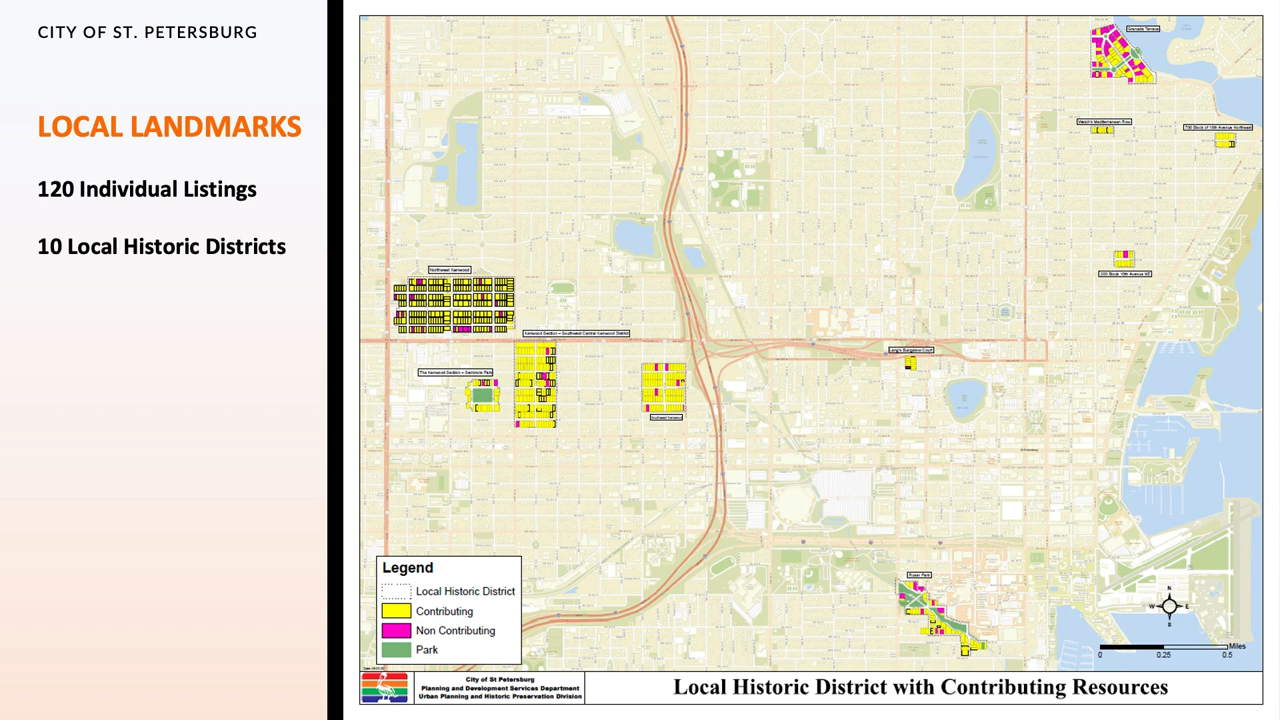 CITY OF ST. PETERSBURG
LOCAL LANDMARKS
120 Individual Listings
10 Local Historic Districts
Granada Terrace
Welch's Mediterranean Row
700 Block of 18th Avenue Northeast
200 Block 10th Avenue NE
Northwest Kenwood
Kenwood Section - Southwest Central Kenwood District
Lang's Bungalow Court
The Kenwood Section - Seminole Park
Northeast Kenwood
Roser Park
Legend
Local Historic District
Contributing
Non Contributing
Park
N
W
E
S
Miles
0
0.25
0.5
City of St Petersburg
Planning and Development Services Department
Urban Planning and Historic Preservation Division
Local Historic District with Contributing Resources